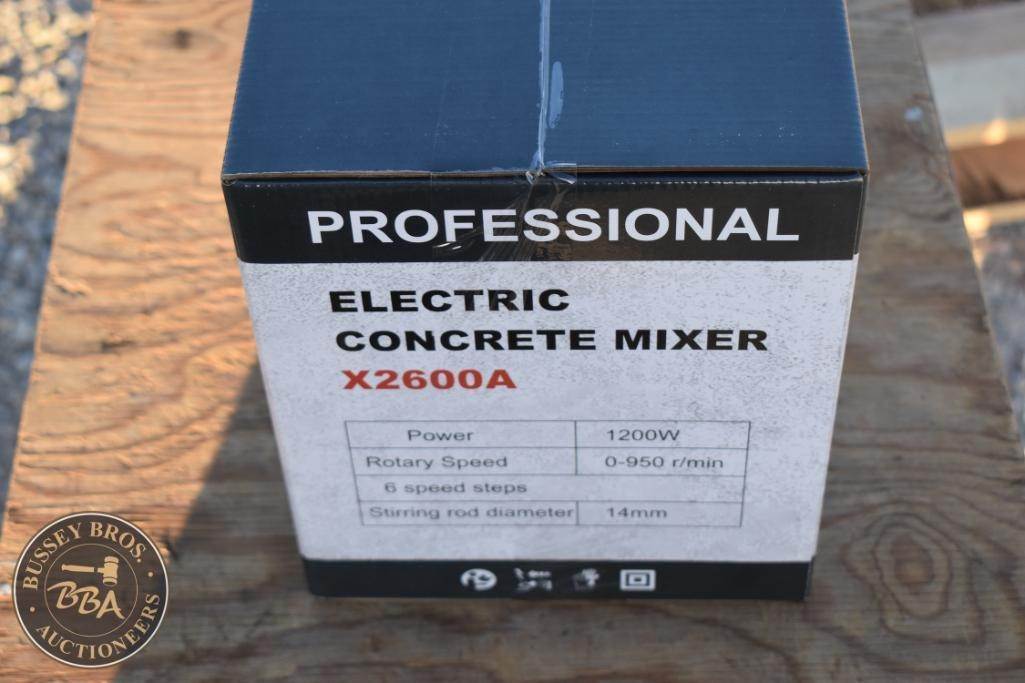 PROFESSIONAL
ELECTRIC
CONCRETE MIXER
X2600A
Power 1200W
Rotary Speed 0-950 r/min
6 speed steps
Stirring rod diameter 14mm
BUSSEY BROS.
BBA
AUCTIONEERS